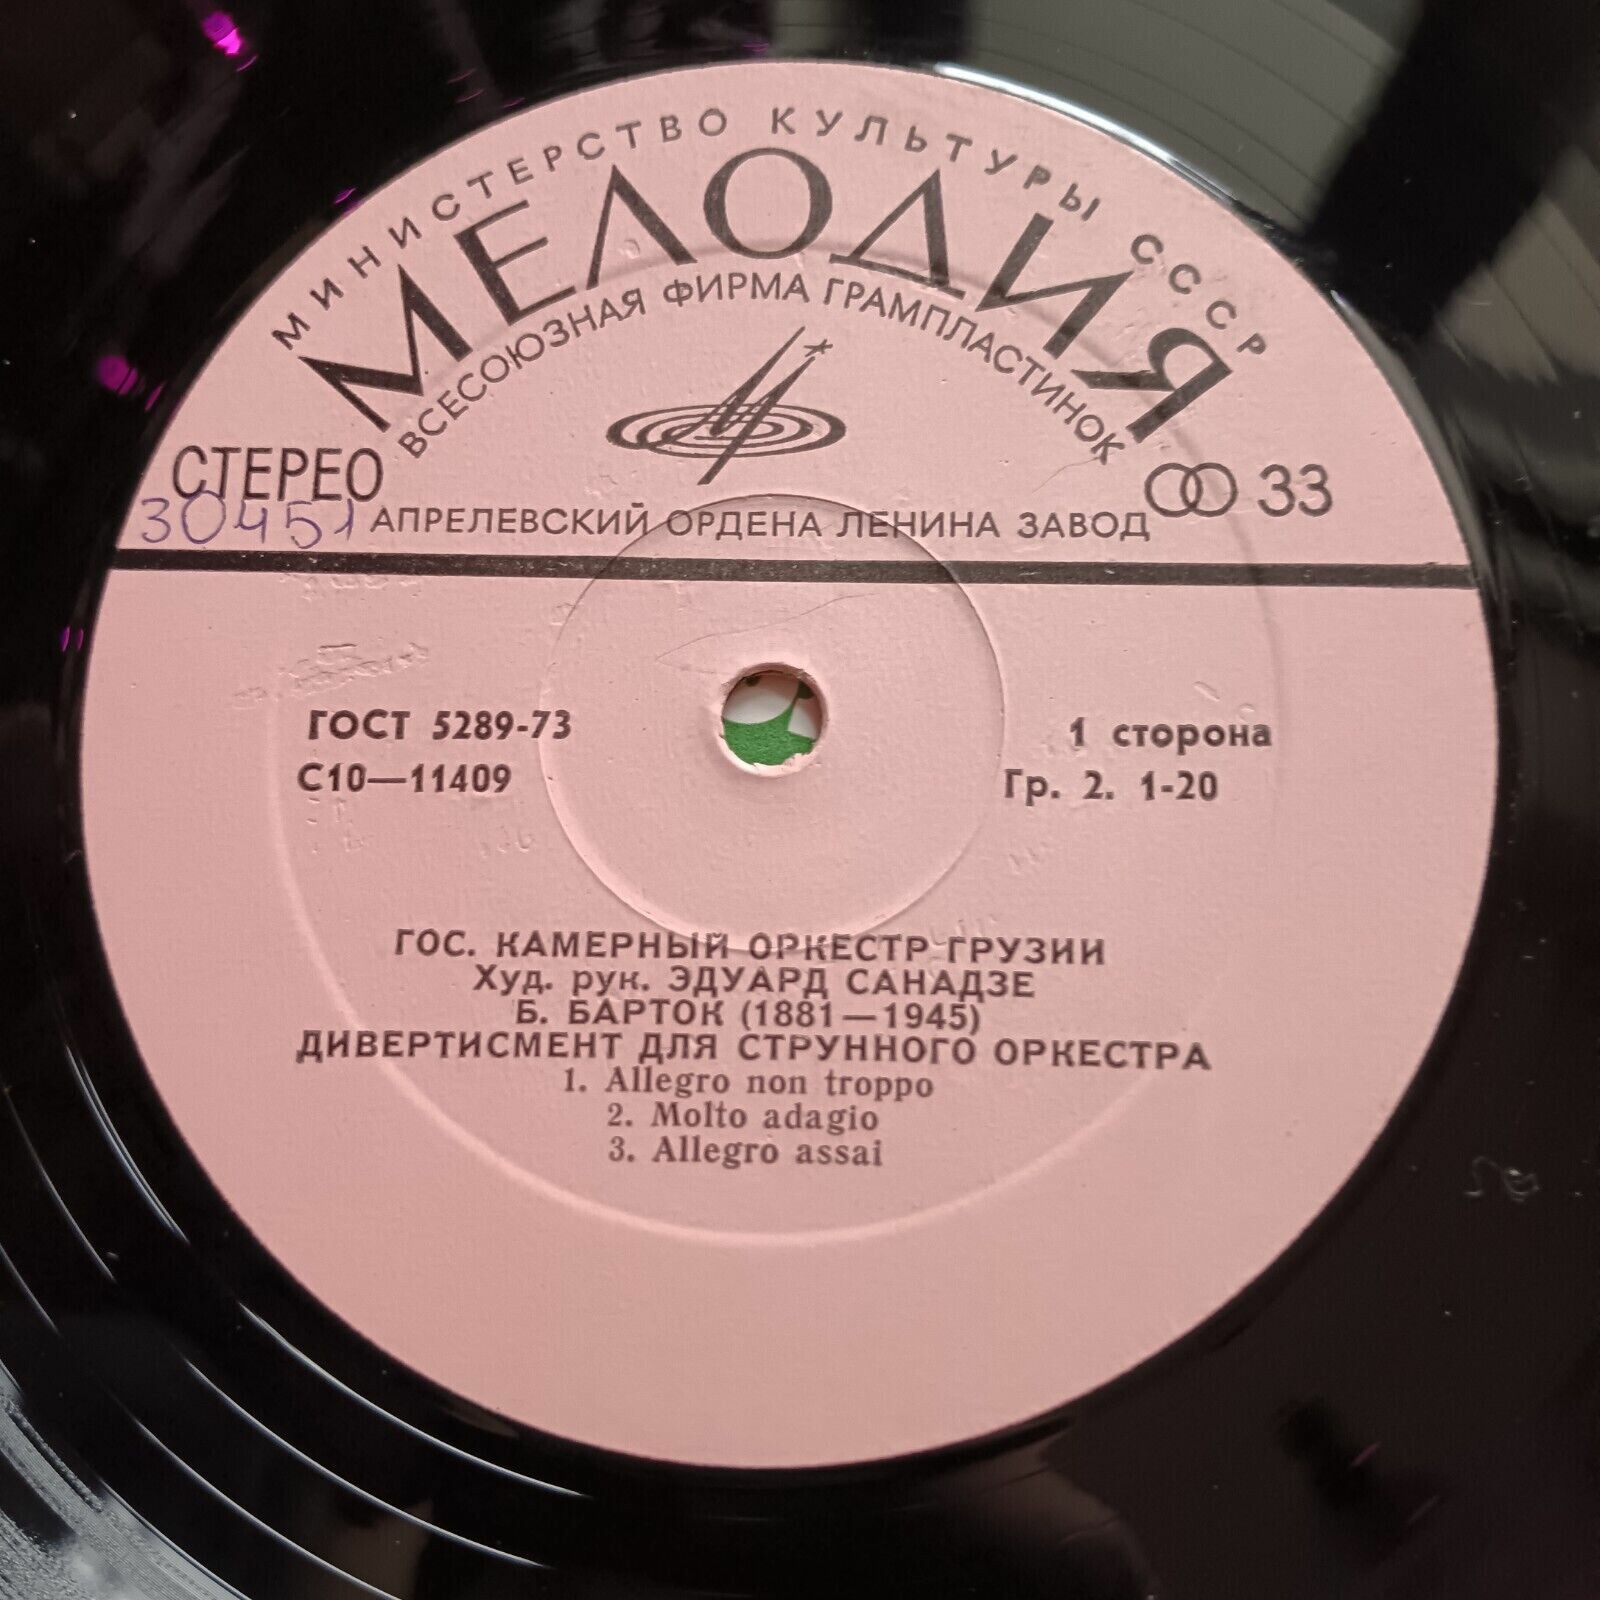 МИНИСТЕРСТВО КУЛЬТУРЫ СССР
МЕЛОДИЯ
ВСЕСОЮЗНАЯ ФИРМА ГРАМПЛАСТИНОК
СТЕРЕО
33
30451
АПРЕЛЕВСКИЙ ОРДЕНА ЛЕНИНА ЗАВОД
ГОСТ 5289-73
1 сторона
С10—11409
Гр. 2. 1-20
ГОС. КАМЕРНЫЙ ОРКЕСТР ГРУЗИИ
Худ. рук. ЭДУАРД САНАДЗЕ
Б. БАРТОК (1881—1945)
ДИВЕРТИСМЕНТ ДЛЯ СТРУННОГО ОРКЕСТРА
1. Allegro non troppo
2. Molto adagio
3. Allegro assai